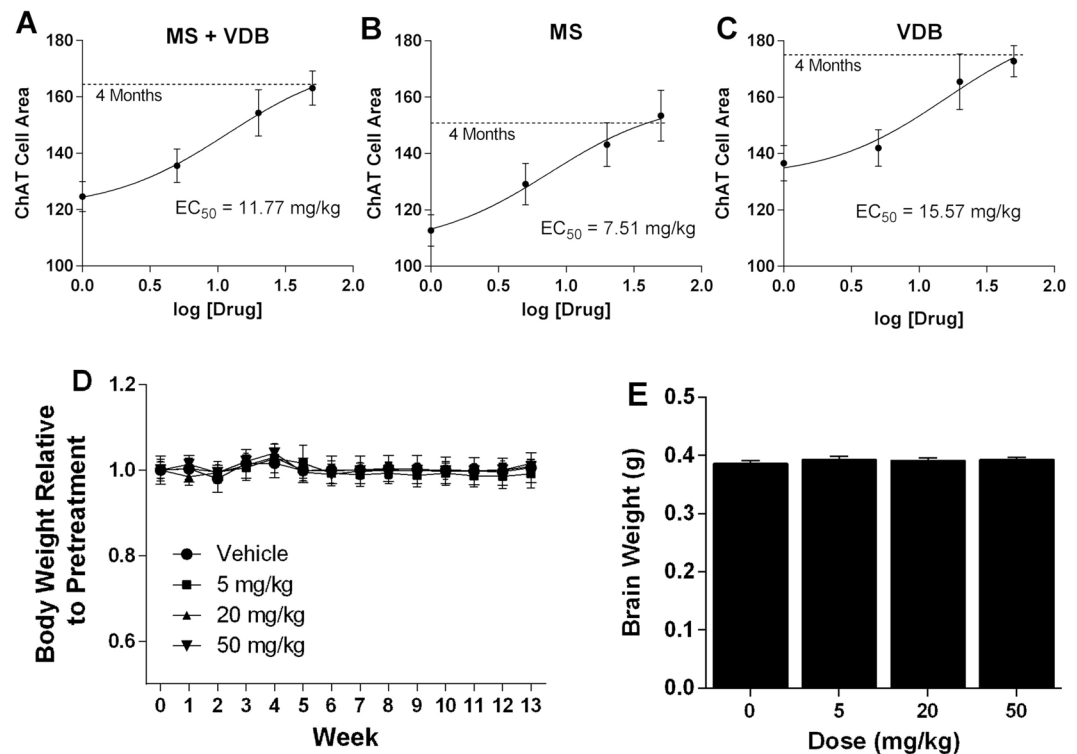 A
MS + VDB
180
160
140
120
100
ChAT Cell Area
4 Months
EC50 = 11.77 mg/kg
0.0 0.5 1.0 1.5 2.0
log [Drug]
B
MS
180
160
140
120
100
ChAT Cell Area
4 Months
EC50 = 7.51 mg/kg
0.0 0.5 1.0 1.5 2.0
log [Drug]
C
VDB
180
160
140
120
100
ChAT Cell Area
4 Months
EC50 = 15.57 mg/kg
0.0 0.5 1.0 1.5 2.0
log [Drug]
D
1.2
1.0
0.8
0.6
Body Weight Relative
to Pretreatment
Vehicle
5 mg/kg
20 mg/kg
50 mg/kg
0 1 2 3 4 5 6 7 8 9 10 11 12 13
Week
E
0.5
0.4
0.3
0.2
0.1
0.0
Brain Weight (g)
0 5 20 50
Dose (mg/kg)